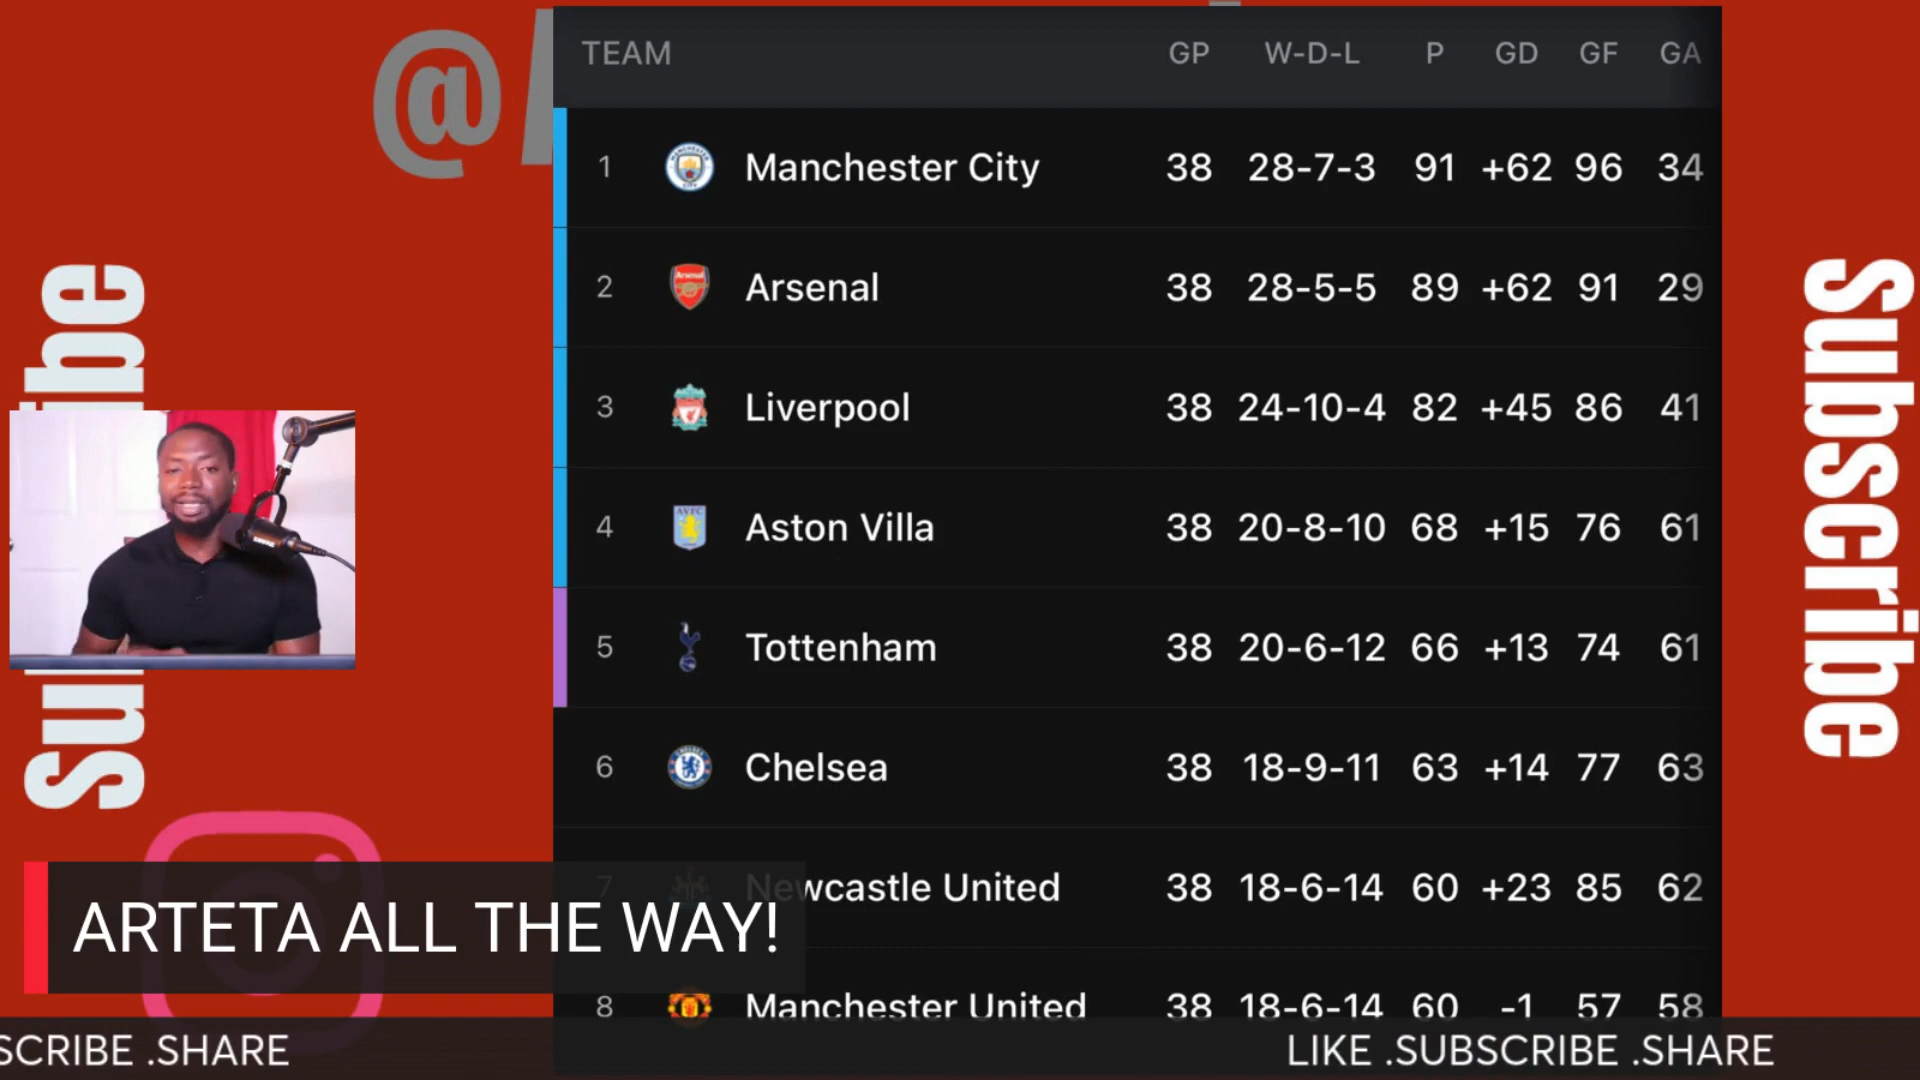 @
TEAM GP W-D-L P GD GF GA
1 Manchester City 38 28-7-3 91 +62 96 34
2 Arsenal 38 28-5-5 89 +62 91 29
3 Liverpool 38 24-10-4 82 +45 86 41
4 Aston Villa 38 20-8-10 68 +15 76 61
5 Tottenham 38 20-6-12 66 +13 74 61
6 Chelsea 38 18-9-11 63 +14 77 63
7 Newcastle United 38 18-6-14 60 +23 85 62
8 Manchester United 38 18-6-14 60 -1 57 58
Subscribe
ARTETA ALL THE WAY!
SCRIBE .SHARE
LIKE .SUBSCRIBE .SHARE